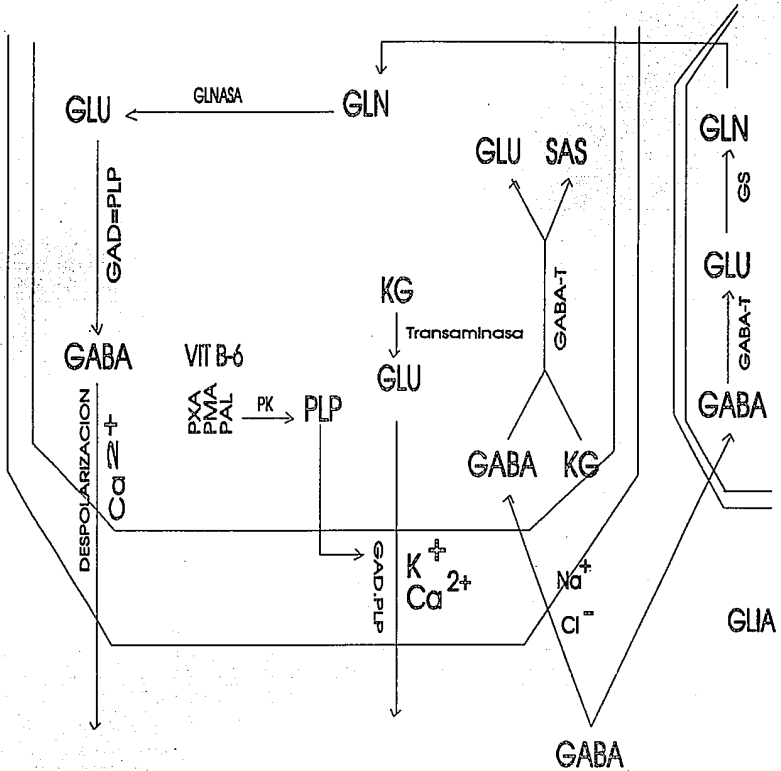 GLU
GLNASA
GLN
GLN
GLU SAS
GS
GAD=PLP
GLU
KG
Transaminasa
GABA-T
GABA-T
GABA
VIT B-6
GLU
PXA
PMA
PAL
PK
PLP
GABA
GABA KG
DESPOLARIZACION
Ca 2+
GAD.PLP
K+
Ca 2+
Na+
Cl-
GLIA
GABA